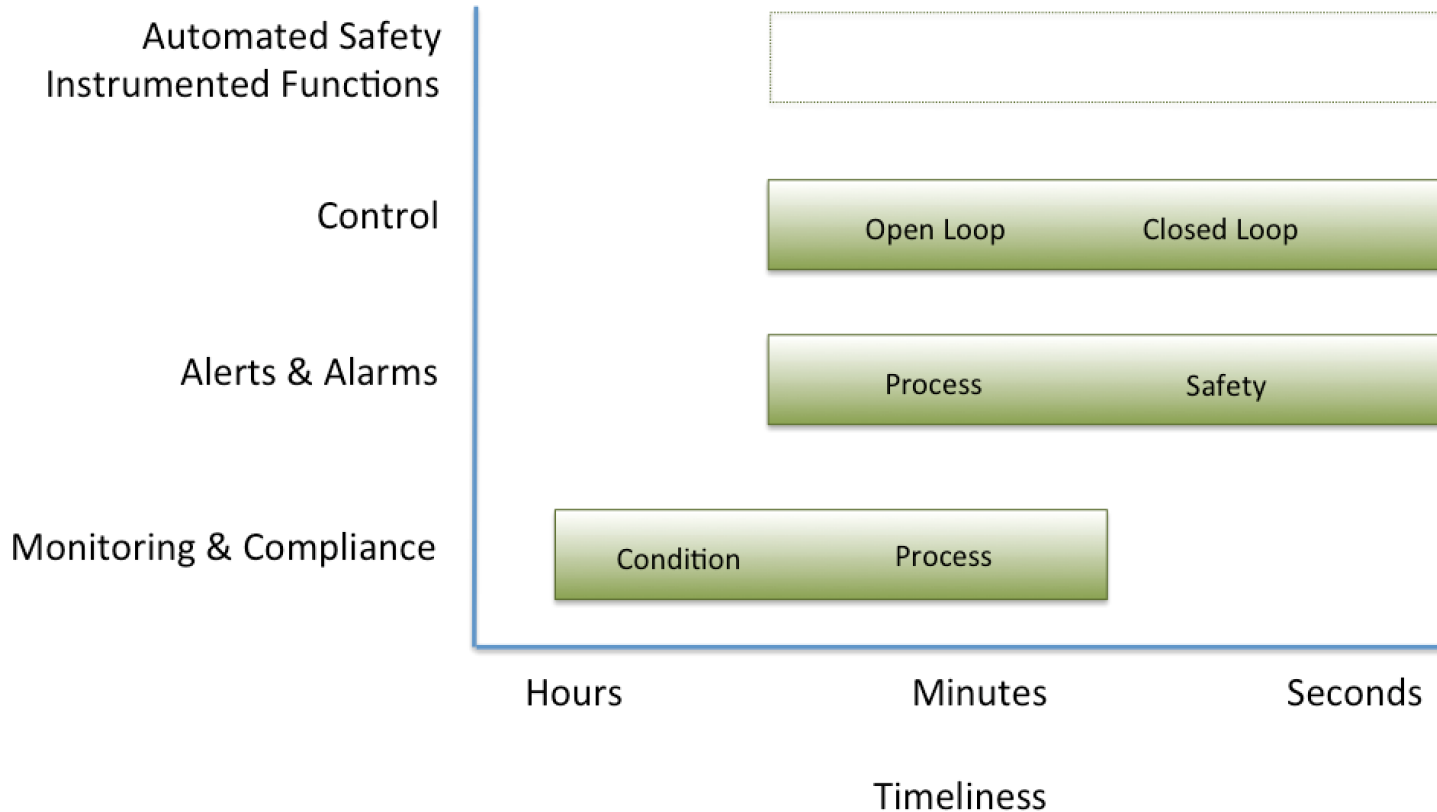 Automated Safety
Instrumented Functions
Control
Open Loop
Closed Loop
Alerts & Alarms
Process
Safety
Monitoring & Compliance
Condition
Process
Hours
Minutes
Seconds
Timeliness